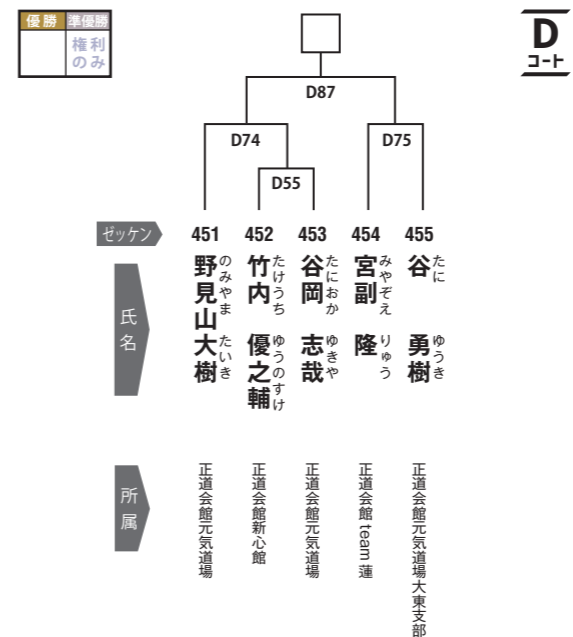 優勝 準優勝
権利
のみ
D
コート
D87
D74
D75
D55
ゼッケン
451
452
453
454
455
氏名
野見山大樹
のみやま たいき
竹内 優之輔
たけうち ゆうのすけ
谷岡 志哉
たにおか ゆきや
宮副 隆
みやぞえ りゅう
谷 勇樹
たに ゆうき
所属
正道会館元気道場
正道会館新心館
正道会館元気道場
正道会館 team 蓮
正道会館元気道場大東支部